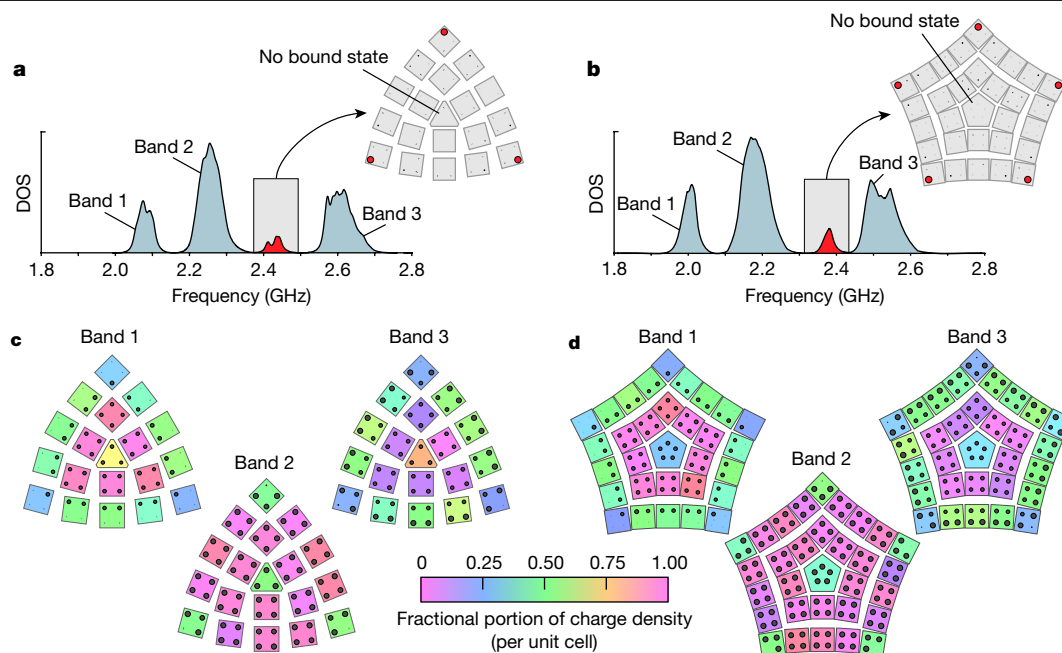 a
No bound state
Band 1
Band 2
Band 3
DOS
1.8 2.0 2.2 2.4 2.6 2.8
Frequency (GHz)
b
No bound state
Band 1
Band 2
Band 3
DOS
1.8 2.0 2.2 2.4 2.6 2.8
Frequency (GHz)
c
Band 1
Band 3
Band 2
d
Band 1
Band 3
Band 2
0 0.25 0.50 0.75 1.00
Fractional portion of charge density
(per unit cell)